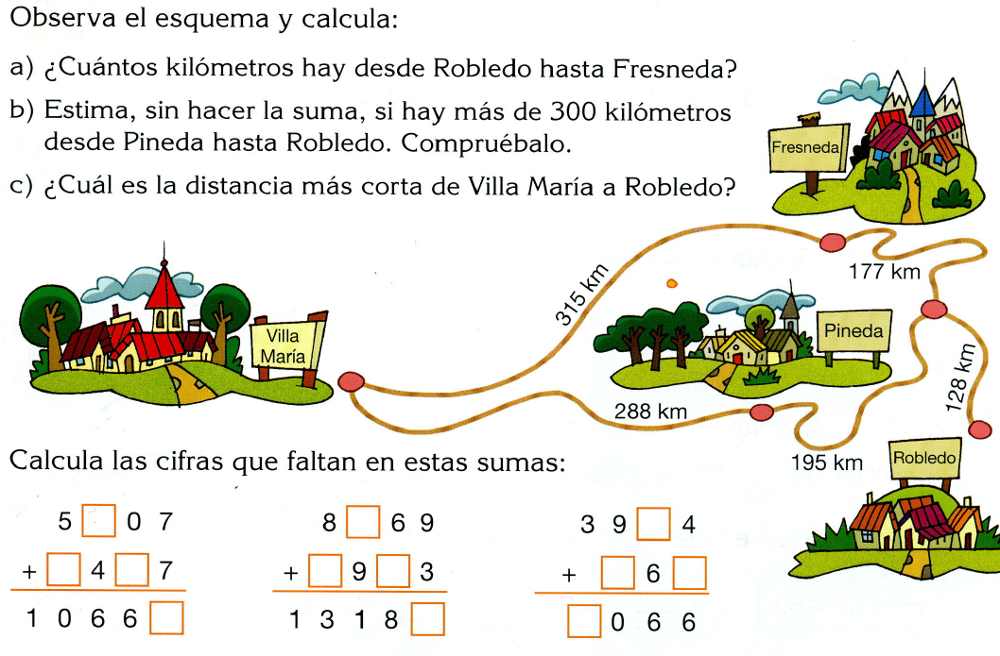 Observa el esquema y calcula:
a) ¿Cuántos kilómetros hay desde Robledo hasta Fresneda?
b) Estima, sin hacer la suma, si hay más de 300 kilómetros
desde Pineda hasta Robledo. Compruébalo.
c) ¿Cuál es la distancia más corta de Villa María a Robledo?
Fresneda
177 km
315 km
Villa
María
Pineda
128 km
288 km
195 km
Robledo
Calcula las cifras que faltan en estas sumas:
5 □ 0 7
+ □ 4 □ 7
1 0 6 6 □
8 □ 6 9
+ □ 9 □ 3
1 3 1 8 □
3 9 □ 4
+ □ 6 □
□ 0 6 6